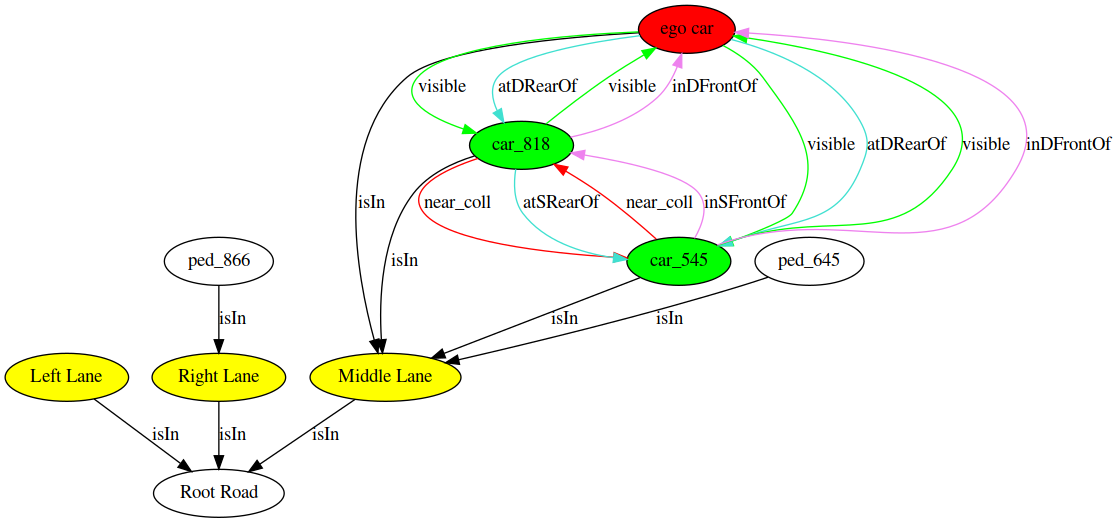 ego car
visible
atDRearOf
visible
inDFrontOf
car_818
visible
atDRearOf
visible
inDFrontOf
isIn
near_coll
atSRearOf
near_coll
inSFrontOf
isIn
ped_866
car_545
ped_645
isIn
isIn
isIn
Left Lane
Right Lane
Middle Lane
isIn
isIn
isIn
Root Road